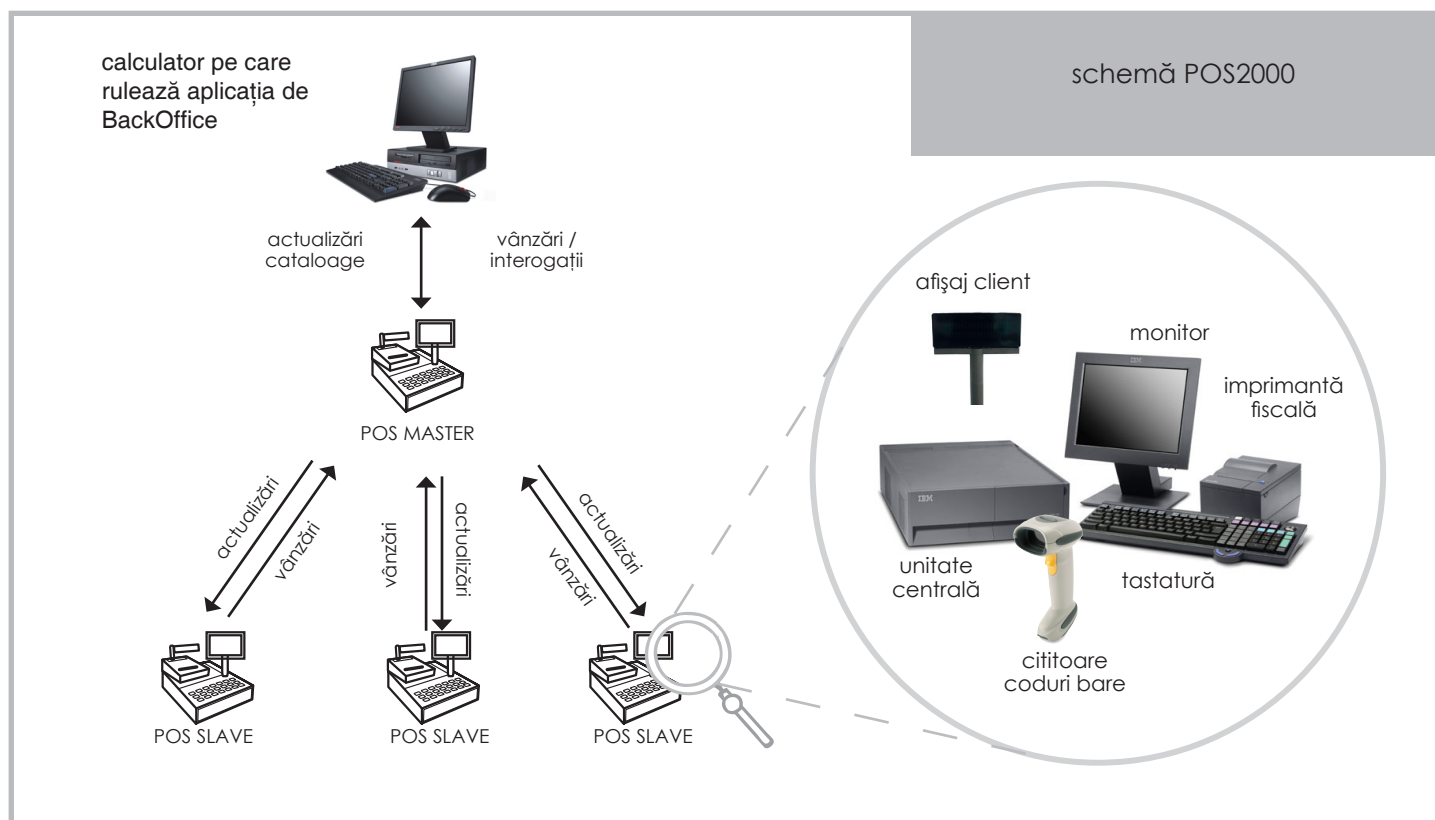 calculator pe care
rulează aplicația de
BackOffice
schemă POS2000
actualizări
cataloage
vânzări /
interogații
POS MASTER
actualizări
vânzări
vânzări
actualizări
actualizări
vânzări
POS SLAVE
POS SLAVE
POS SLAVE
afişaj client
monitor
imprimantă
fiscală
IBM
IBM
unitate
centrală
tastatură
cititoare
coduri bare